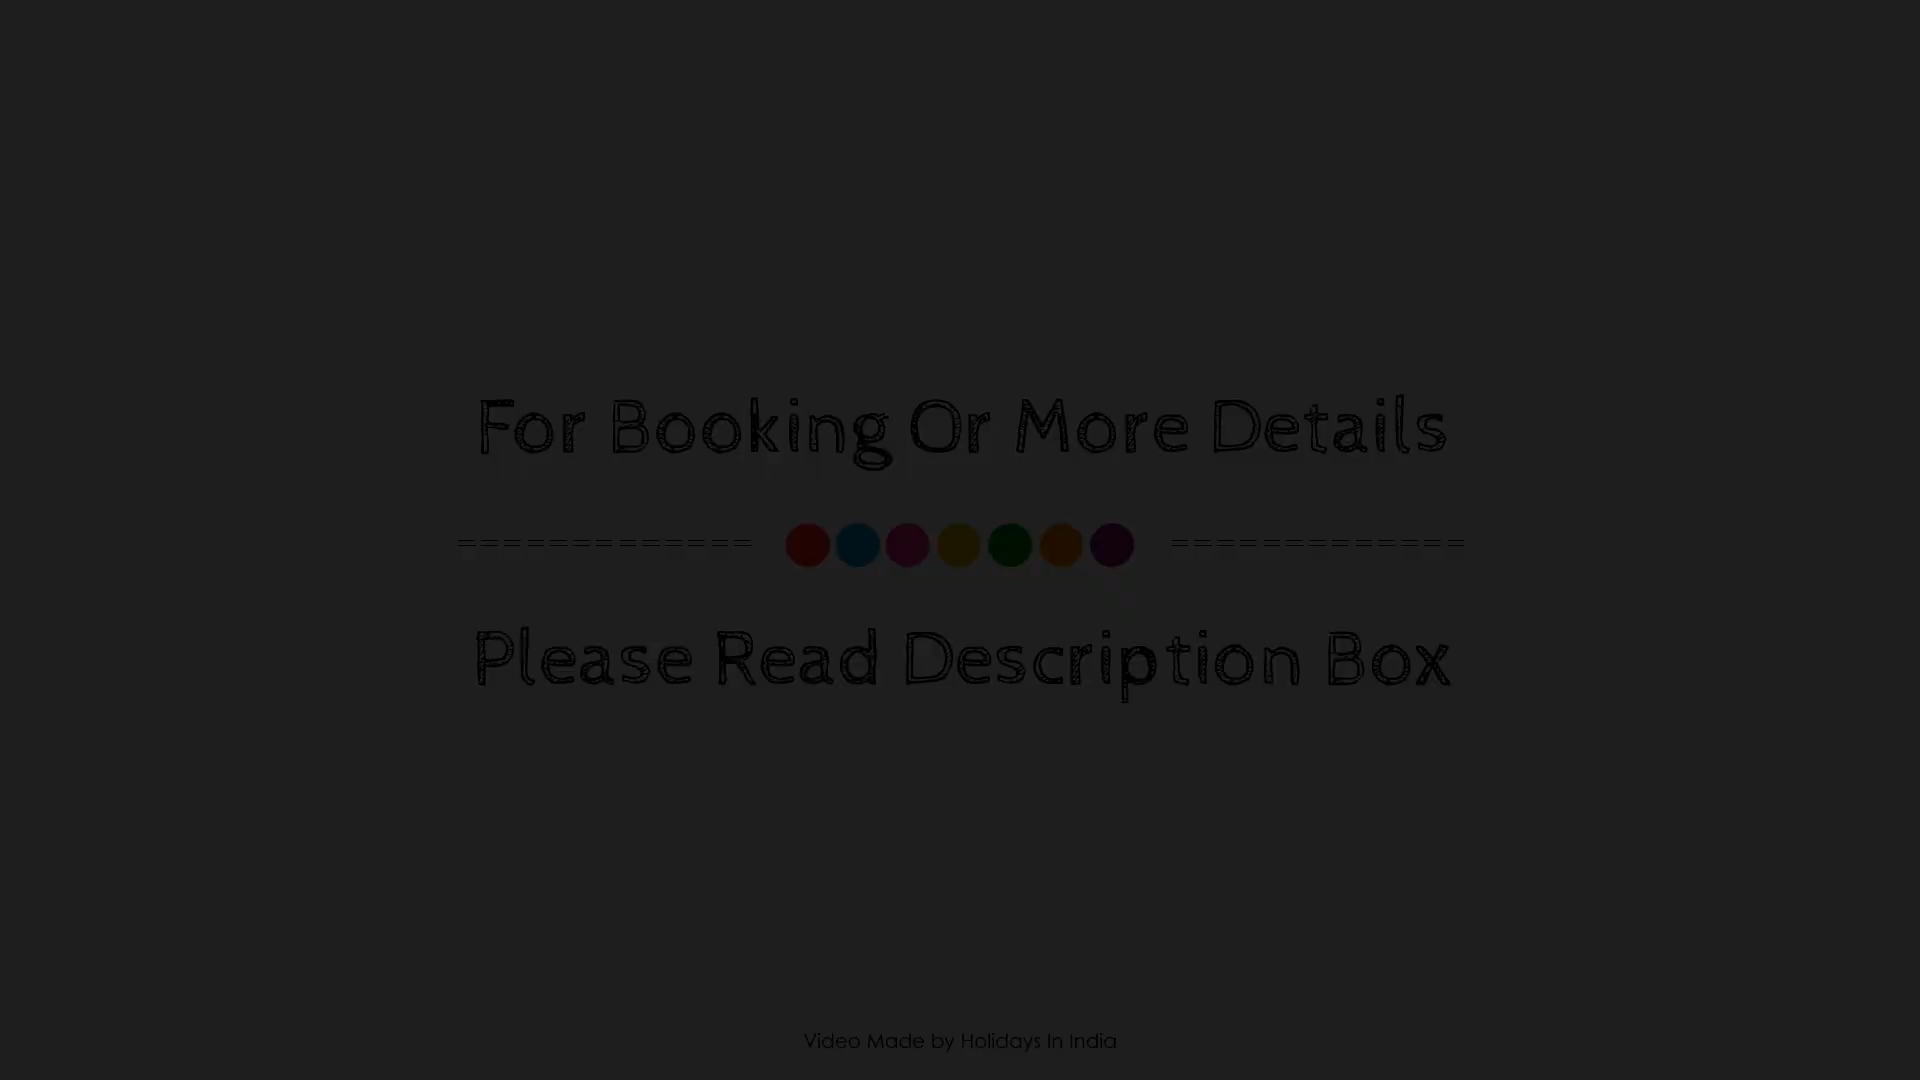 For Booking Or More Details
============= =============
Please Read Description Box
Video Made by Holidays In India